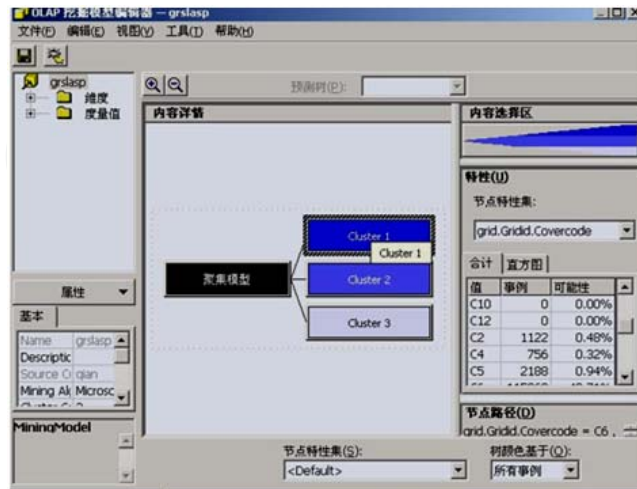 OLAP 挖掘模型编辑器 — grslasp
文件(F) 编辑(E) 视图(V) 工具(T) 帮助(H)
grslasp
维度
度量值
预测树(P):
内容详情
内容选择区
聚集模型
Cluster 1
Cluster 1
Cluster 2
Cluster 3
特性(U)
节点特性集:
grid.Gridid.Covercode
合计 直方图
值 事例 可能性
C10 0 0.00%
C12 0 0.00%
C2 1122 0.48%
C4 756 0.32%
C5 2188 0.94%
属性
基本
Name grslasp
Descriptic
Source C qian
Mining Al Microsc
MiningModel
节点路径(D)
grid.Gridid.Covercode = C6 ,
节点特性集(S):
<Default>
树颜色基于(O):
所有事例